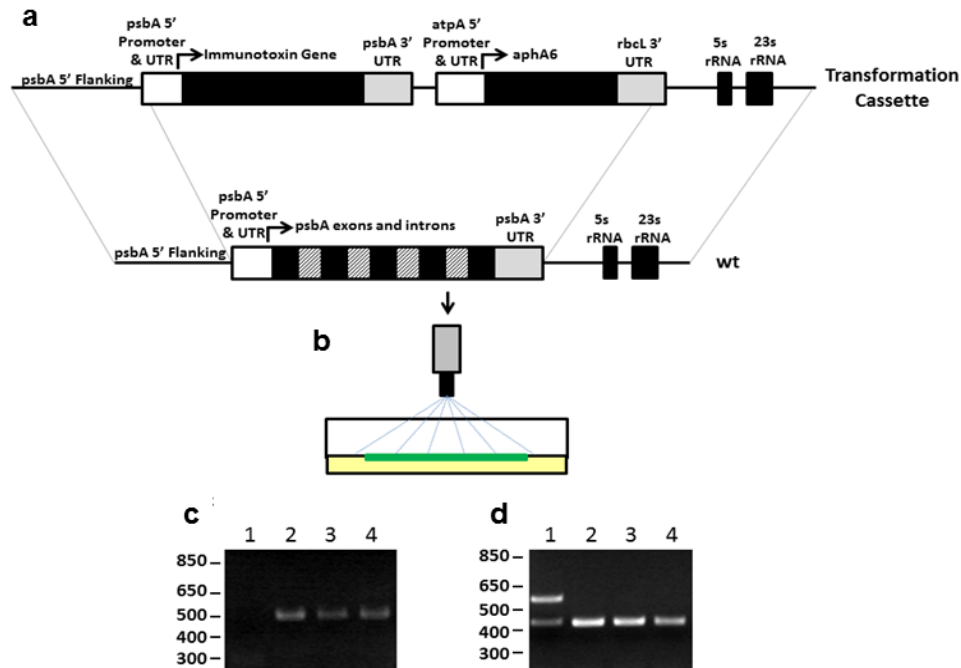 a
psbA 5’
Promoter
& UTR
Immunotoxin Gene
psbA 3’
UTR
atpA 5’
Promoter
& UTR
aphA6
rbcL 3’
UTR
5s
rRNA
23s
rRNA
psbA 5’ Flanking
Transformation
Cassette
psbA 5’
Promoter
& UTR
psbA exons and introns
psbA 3’
UTR
5s
rRNA
23s
rRNA
psbA 5’ Flanking
wt
b
c
1 2 3 4
850
650
500
400
300
d
1 2 3 4
850
650
500
400
300